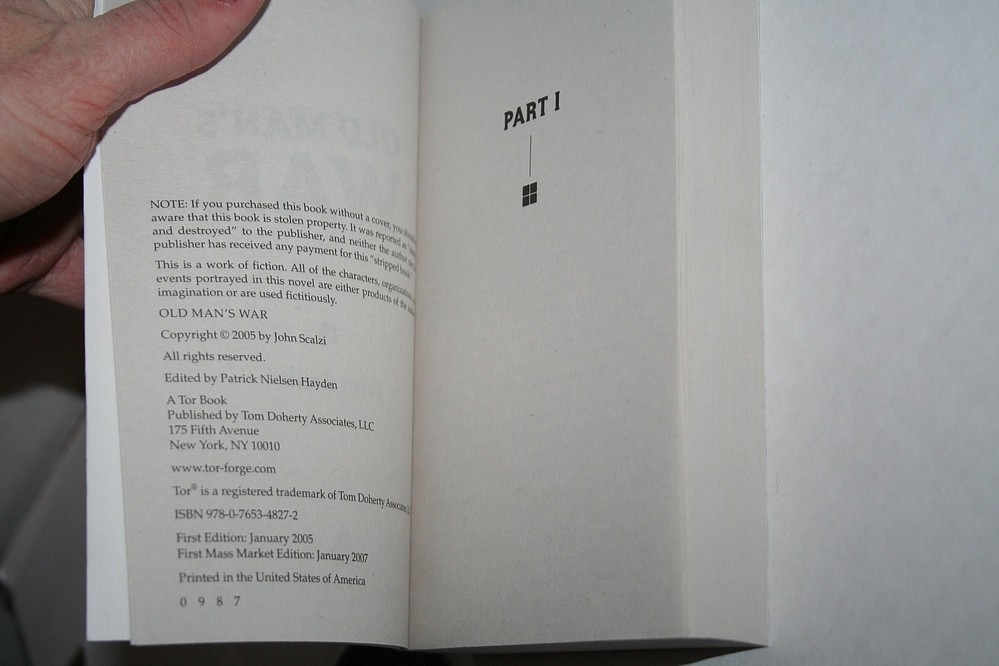 NOTE: If you purchased this book without a cover, you
aware that this book is stolen property. It was reported as
and destroyed" to the publisher, and neither the author
publisher has received any payment for this "stripped book."
This is a work of fiction. All of the characters,
events portrayed in this novel are either products of the
imagination or are used fictitiously.
OLD MAN'S WAR
Copyright © 2005 by John Scalzi
All rights reserved.
Edited by Patrick Nielsen Hayden
A Tor Book
Published by Tom Doherty Associates, LLC
175 Fifth Avenue
New York, NY 10010
www.tor-forge.com
Tor® is a registered trademark of Tom Doherty Associates,
ISBN 978-0-7653-4827-2
First Edition: January 2005
First Mass Market Edition: January 2007
Printed in the United States of America
0 9 8 7
PART I